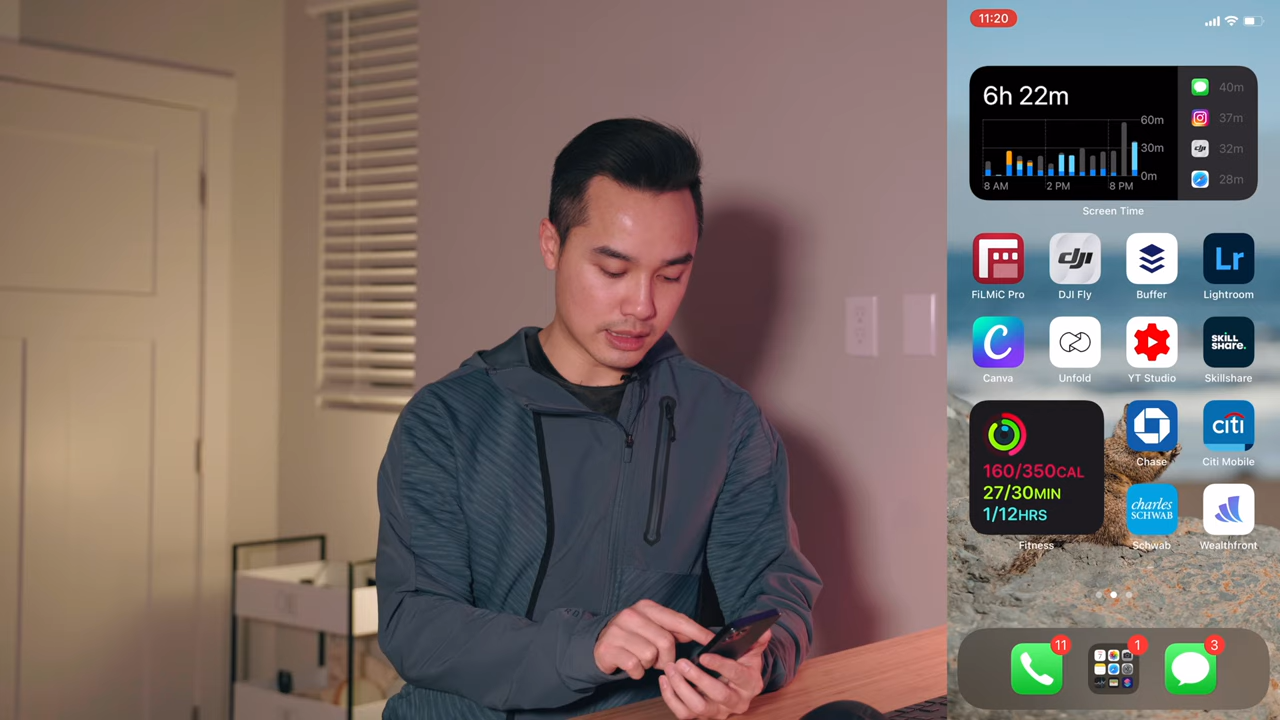 11:20
6h 22m
60m
30m
0m
8 AM
2 PM
8 PM
40m
37m
32m
28m
Screen Time
dji
Lr
FiLMiC Pro
DJI Fly
Buffer
Lightroom
C
SKILL
SHARE.
Canva
Unfold
YT Studio
Skillshare
160/350CAL
27/30MIN
1/12HRS
Fitness
citi
Chase
Citi Mobile
charles
SCHWAB
Schwab
Wealthfront
11
1
3
7